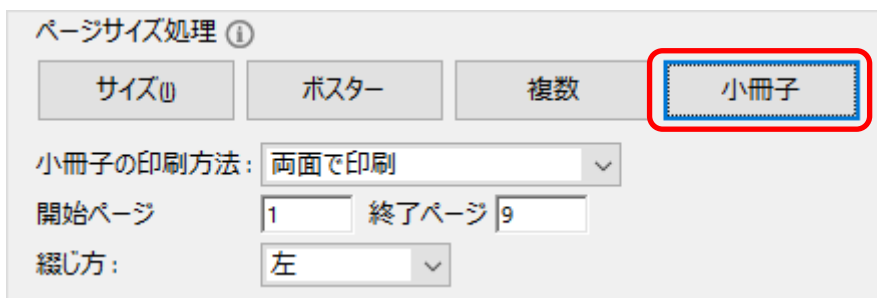 ページサイズ処理 ⓘ
サイズ(I) ポスター 複数 小冊子
小冊子の印刷方法: 両面で印刷
開始ページ 1 終了ページ 9
綴じ方: 左